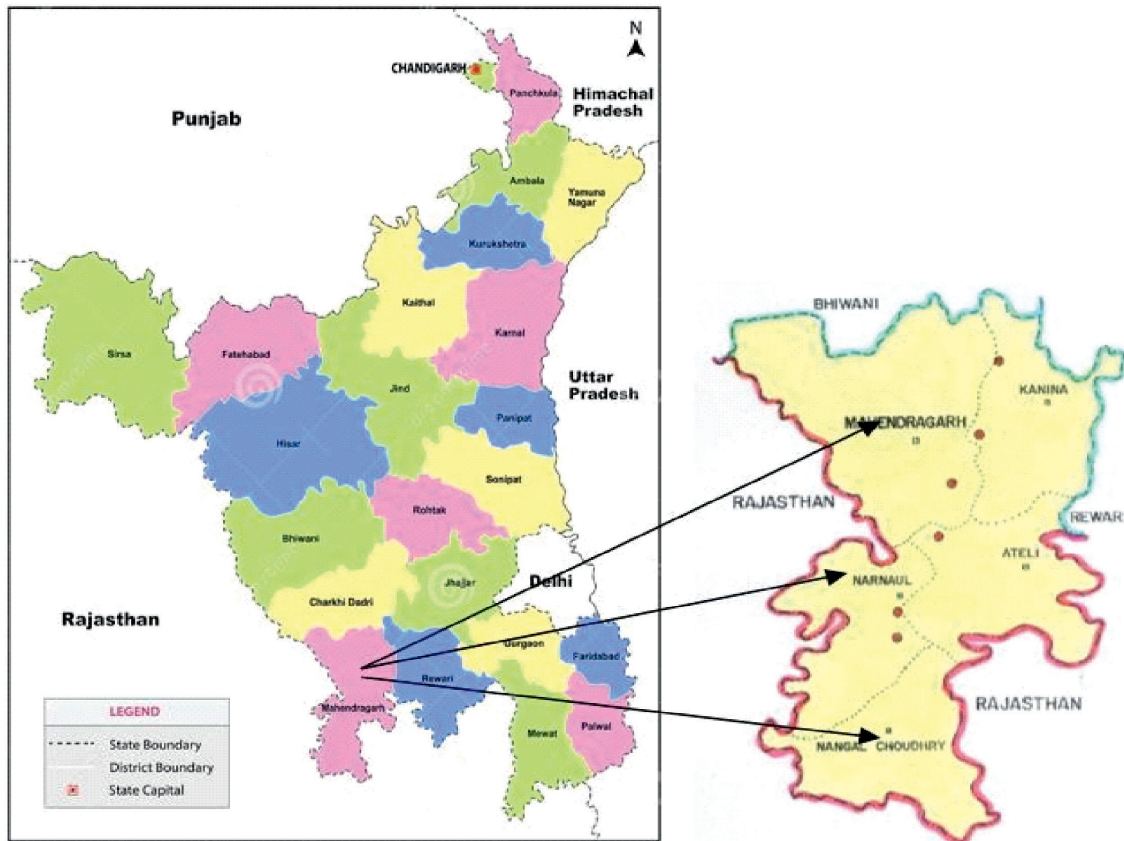 N
CHANDIGARH
Panchkula
Himachal
Pradesh
Punjab
Ambala
Yamuna
Nagar
Kurukshetra
Kaithal
Karnal
Sirsa
Fatehabad
Jind
Uttar
Pradesh
Panipat
Hisar
Sonipat
Rohtak
Bhiwani
Jhajjar
Delhi
Charkhi Dadri
Rajasthan
Gurgaon
Faridabad
Rewari
Mahendragarh
Mewat
Palwal
LEGEND
State Boundary
District Boundary
State Capital
BHIWANI
KANINA
MAHENDRAGARH
RAJASTHAN
REWARI
ATELI
NARNAUL
RAJASTHAN
NANGAL CHOUDHRY